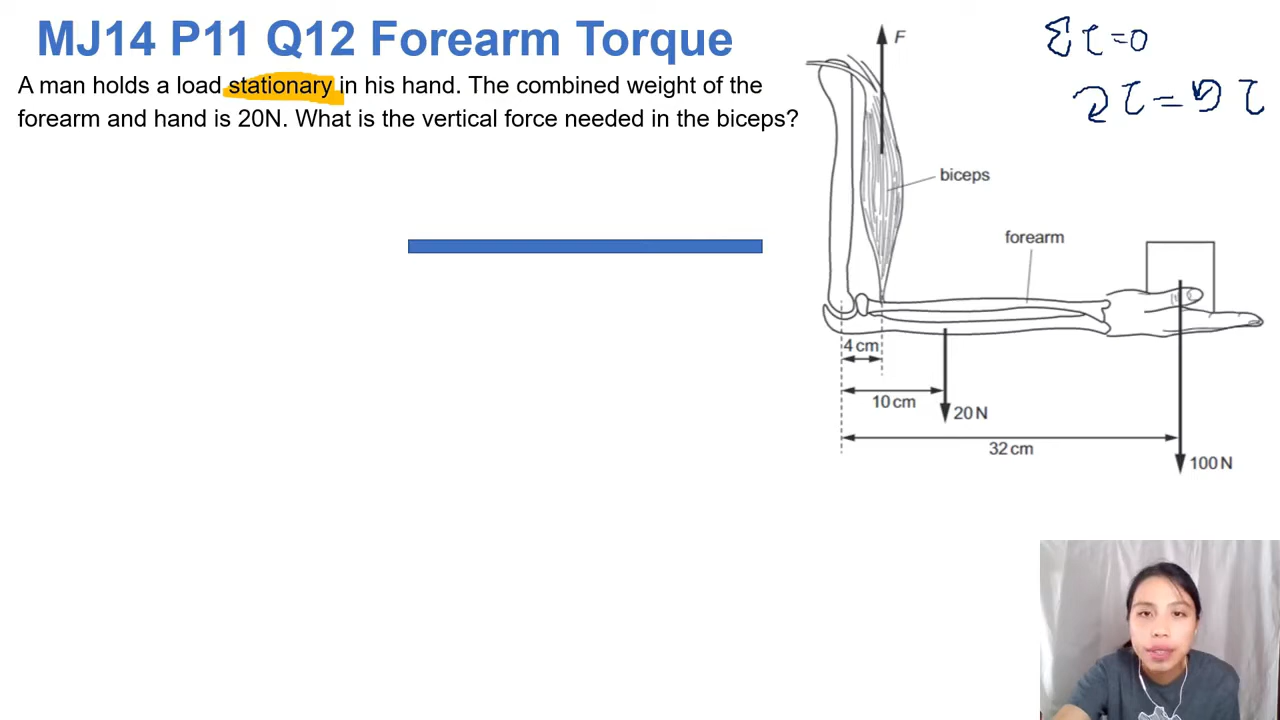 MJ14 P11 Q12 Forearm Torque
A man holds a load stationary in his hand. The combined weight of the
forearm and hand is 20N. What is the vertical force needed in the biceps?
Στ=0
↻τ=↺τ
F
biceps
forearm
4 cm
10 cm
20 N
32 cm
100 N